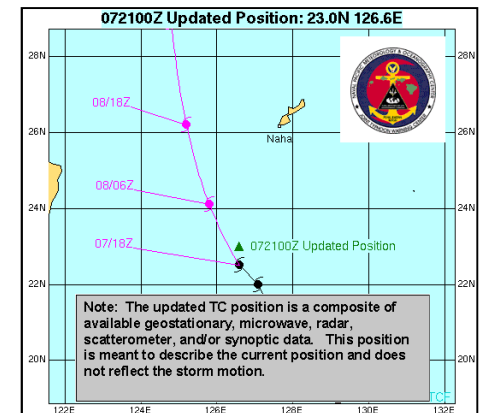 072100Z Updated Position: 23.0N 126.6E
28N
28N
08/18Z
26N
26N
Naha
08/06Z
24N
24N
07/18Z
072100Z Updated Position
22N
22N
Note: The updated TC position is a composite of
available geostationary, microwave, radar,
scatterometer, and/or synoptic data. This position
is meant to describe the current position and does
not reflect the storm motion.
20N
20N
TCF
122E
124E
126E
128E
130E
132E